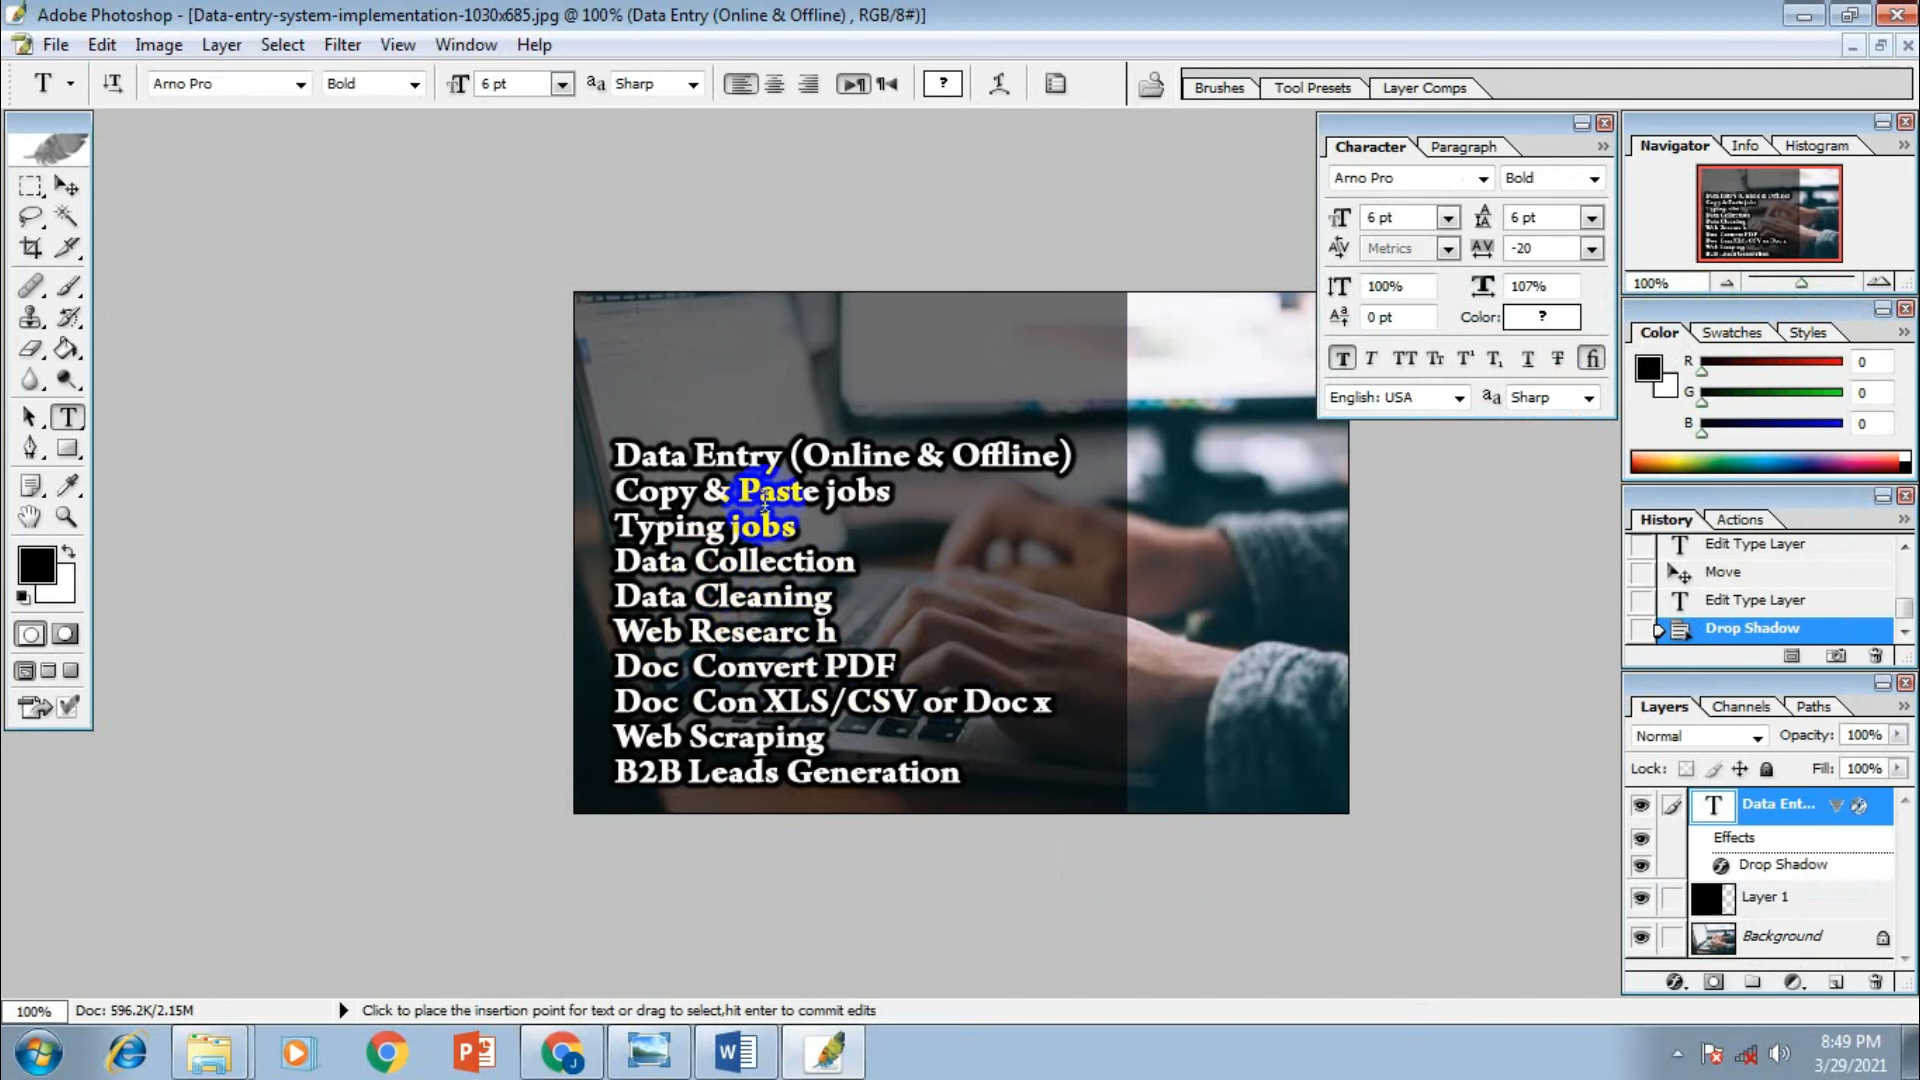 Adobe Photoshop - [Data-entry-system-implementation-1030x685.jpg @ 100% (Data Entry (Online & Offline) , RGB/8#)]
File Edit Image Layer Select Filter View Window Help
T Arno Pro Bold 6 pt aa Sharp ? Brushes Tool Presets Layer Comps
Character Paragraph
Arno Pro Bold
6 pt 6 pt
Metrics -20
100% 107%
0 pt Color: ?
English: USA aa Sharp
Navigator Info Histogram
100%
Color Swatches Styles
R 0
G 0
B 0
History Actions
Edit Type Layer
Move
Edit Type Layer
Drop Shadow
Layers Channels Paths
Normal Opacity: 100%
Lock: Fill: 100%
Data Ent...
Effects
Drop Shadow
Layer 1
Background
Data Entry (Online & Offline)
Copy & Paste jobs
Typing jobs
Data Collection
Data Cleaning
Web Researc h
Doc  Convert PDF
Doc  Con XLS/CSV or Doc x
Web Scraping
B2B Leads Generation
100% Doc: 596.2K/2.15M Click to place the insertion point for text or drag to select,hit enter to commit edits
8:49 PM
3/29/2021